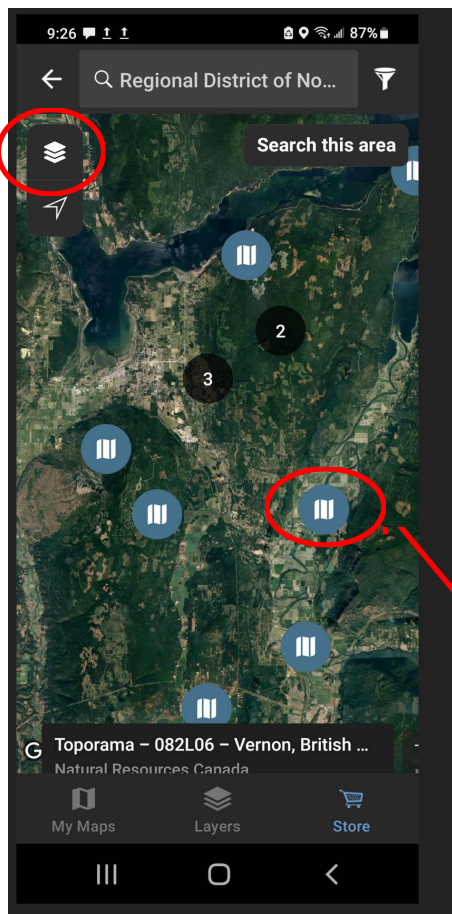 9:26
87%
Regional District of No...
Search this area
2
3
G
Toporama – 082L06 – Vernon, British ...
Natural Resources Canada
My Maps
Layers
Store